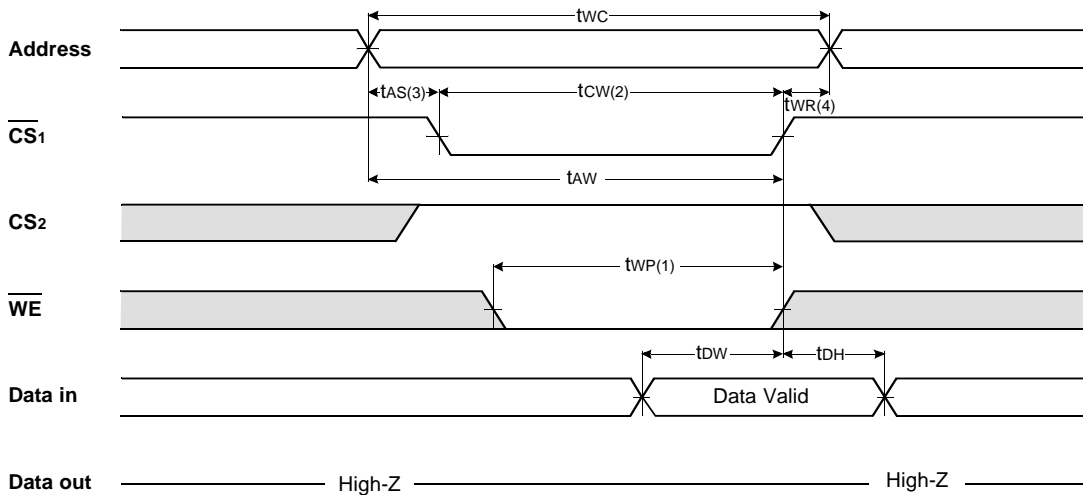 tWC
Address
tAS(3) tCW(2) tWR(4)
CS1
tAW
CS2
tWP(1)
WE
tDW tDH
Data in Data Valid
Data out High-Z High-Z